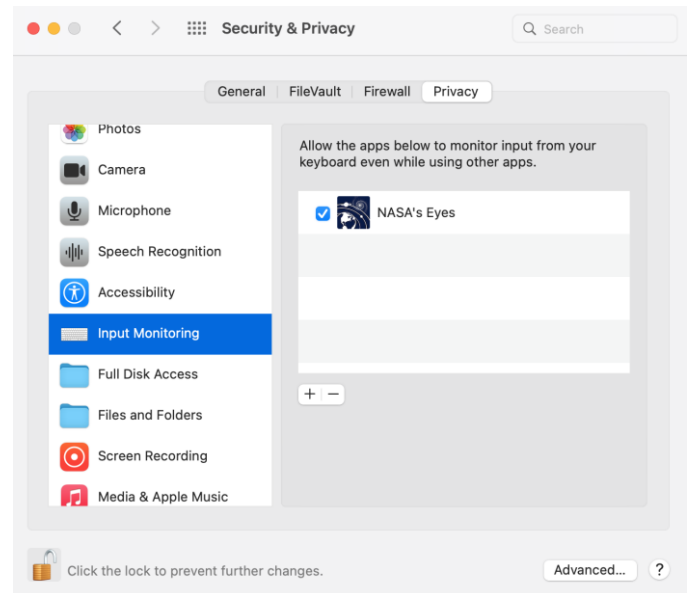 Security & Privacy
Search
General
FileVault
Firewall
Privacy
Photos
Camera
Microphone
Speech Recognition
Accessibility
Input Monitoring
Full Disk Access
Files and Folders
Screen Recording
Media & Apple Music
Allow the apps below to monitor input from your
keyboard even while using other apps.
NASA's Eyes
+ −
Click the lock to prevent further changes.
Advanced...
?